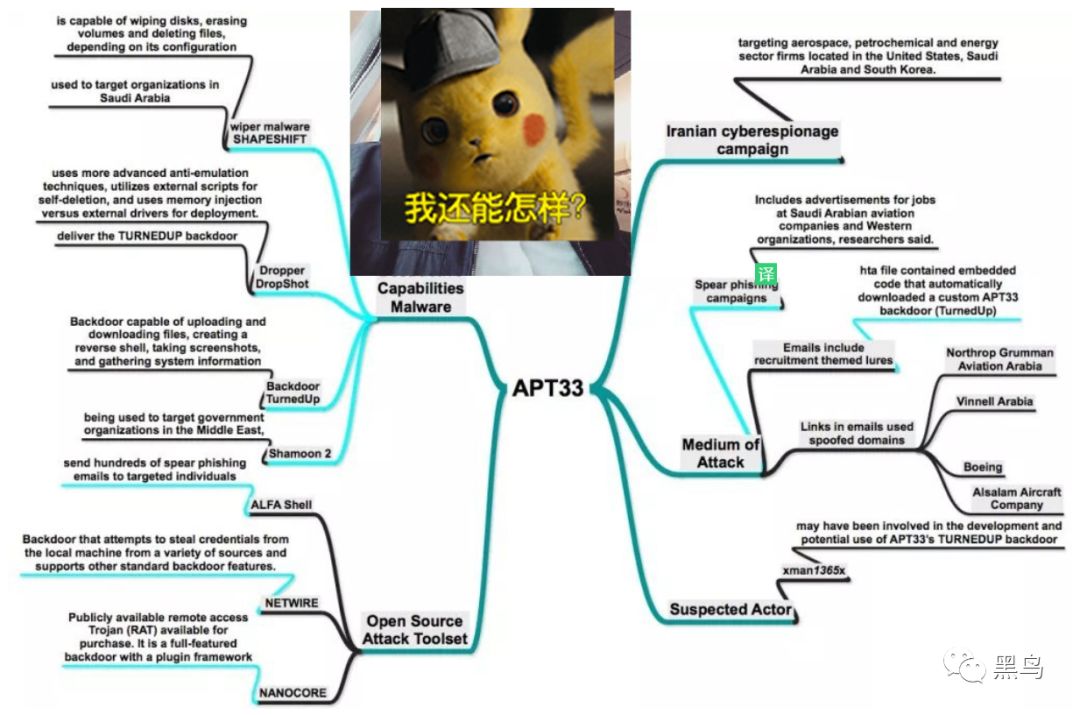 is capable of wiping disks, erasing
volumes and deleting files,
depending on its configuration
used to target organizations in
Saudi Arabia
wiper malware
SHAPESHIFT
uses more advanced anti-emulation
techniques, utilizes external scripts for
self-deletion, and uses memory injection
versus external drivers for deployment.
deliver the TURNEDUP backdoor
Dropper
DropShot
Backdoor capable of uploading and
downloading files, creating a
reverse shell, taking screenshots,
and gathering system information
Backdoor
TurnedUp
being used to target government
organizations in the Middle East,
Shamoon 2
我还能怎样?
Capabilities
Malware
send hundreds of spear phishing
emails to targeted individuals
ALFA Shell
Backdoor that attempts to steal credentials from
the local machine from a variety of sources and
supports other standard backdoor features.
NETWIRE
Publicly available remote access
Trojan (RAT) available for
purchase. It is a full-featured
backdoor with a plugin framework
NANOCORE
Open Source
Attack Toolset
APT33
targeting aerospace, petrochemical and energy
sector firms located in the United States, Saudi
Arabia and South Korea.
Iranian cyberespionage
campaign
Includes advertisements for jobs
at Saudi Arabian aviation
companies and Western
organizations, researchers said.
译
Spear phishing
campaigns
hta file contained embedded
code that automatically
downloaded a custom APT33
backdoor (TurnedUp)
Emails include
recruitment themed lures
Northrop Grumman
Aviation Arabia
Vinnell Arabia
Links in emails used
spoofed domains
Boeing
Alsalam Aircraft
Company
Medium of
Attack
may have been involved in the development and
potential use of APT33's TURNEDUP backdoor
xman1365x
Suspected Actor
黑鸟